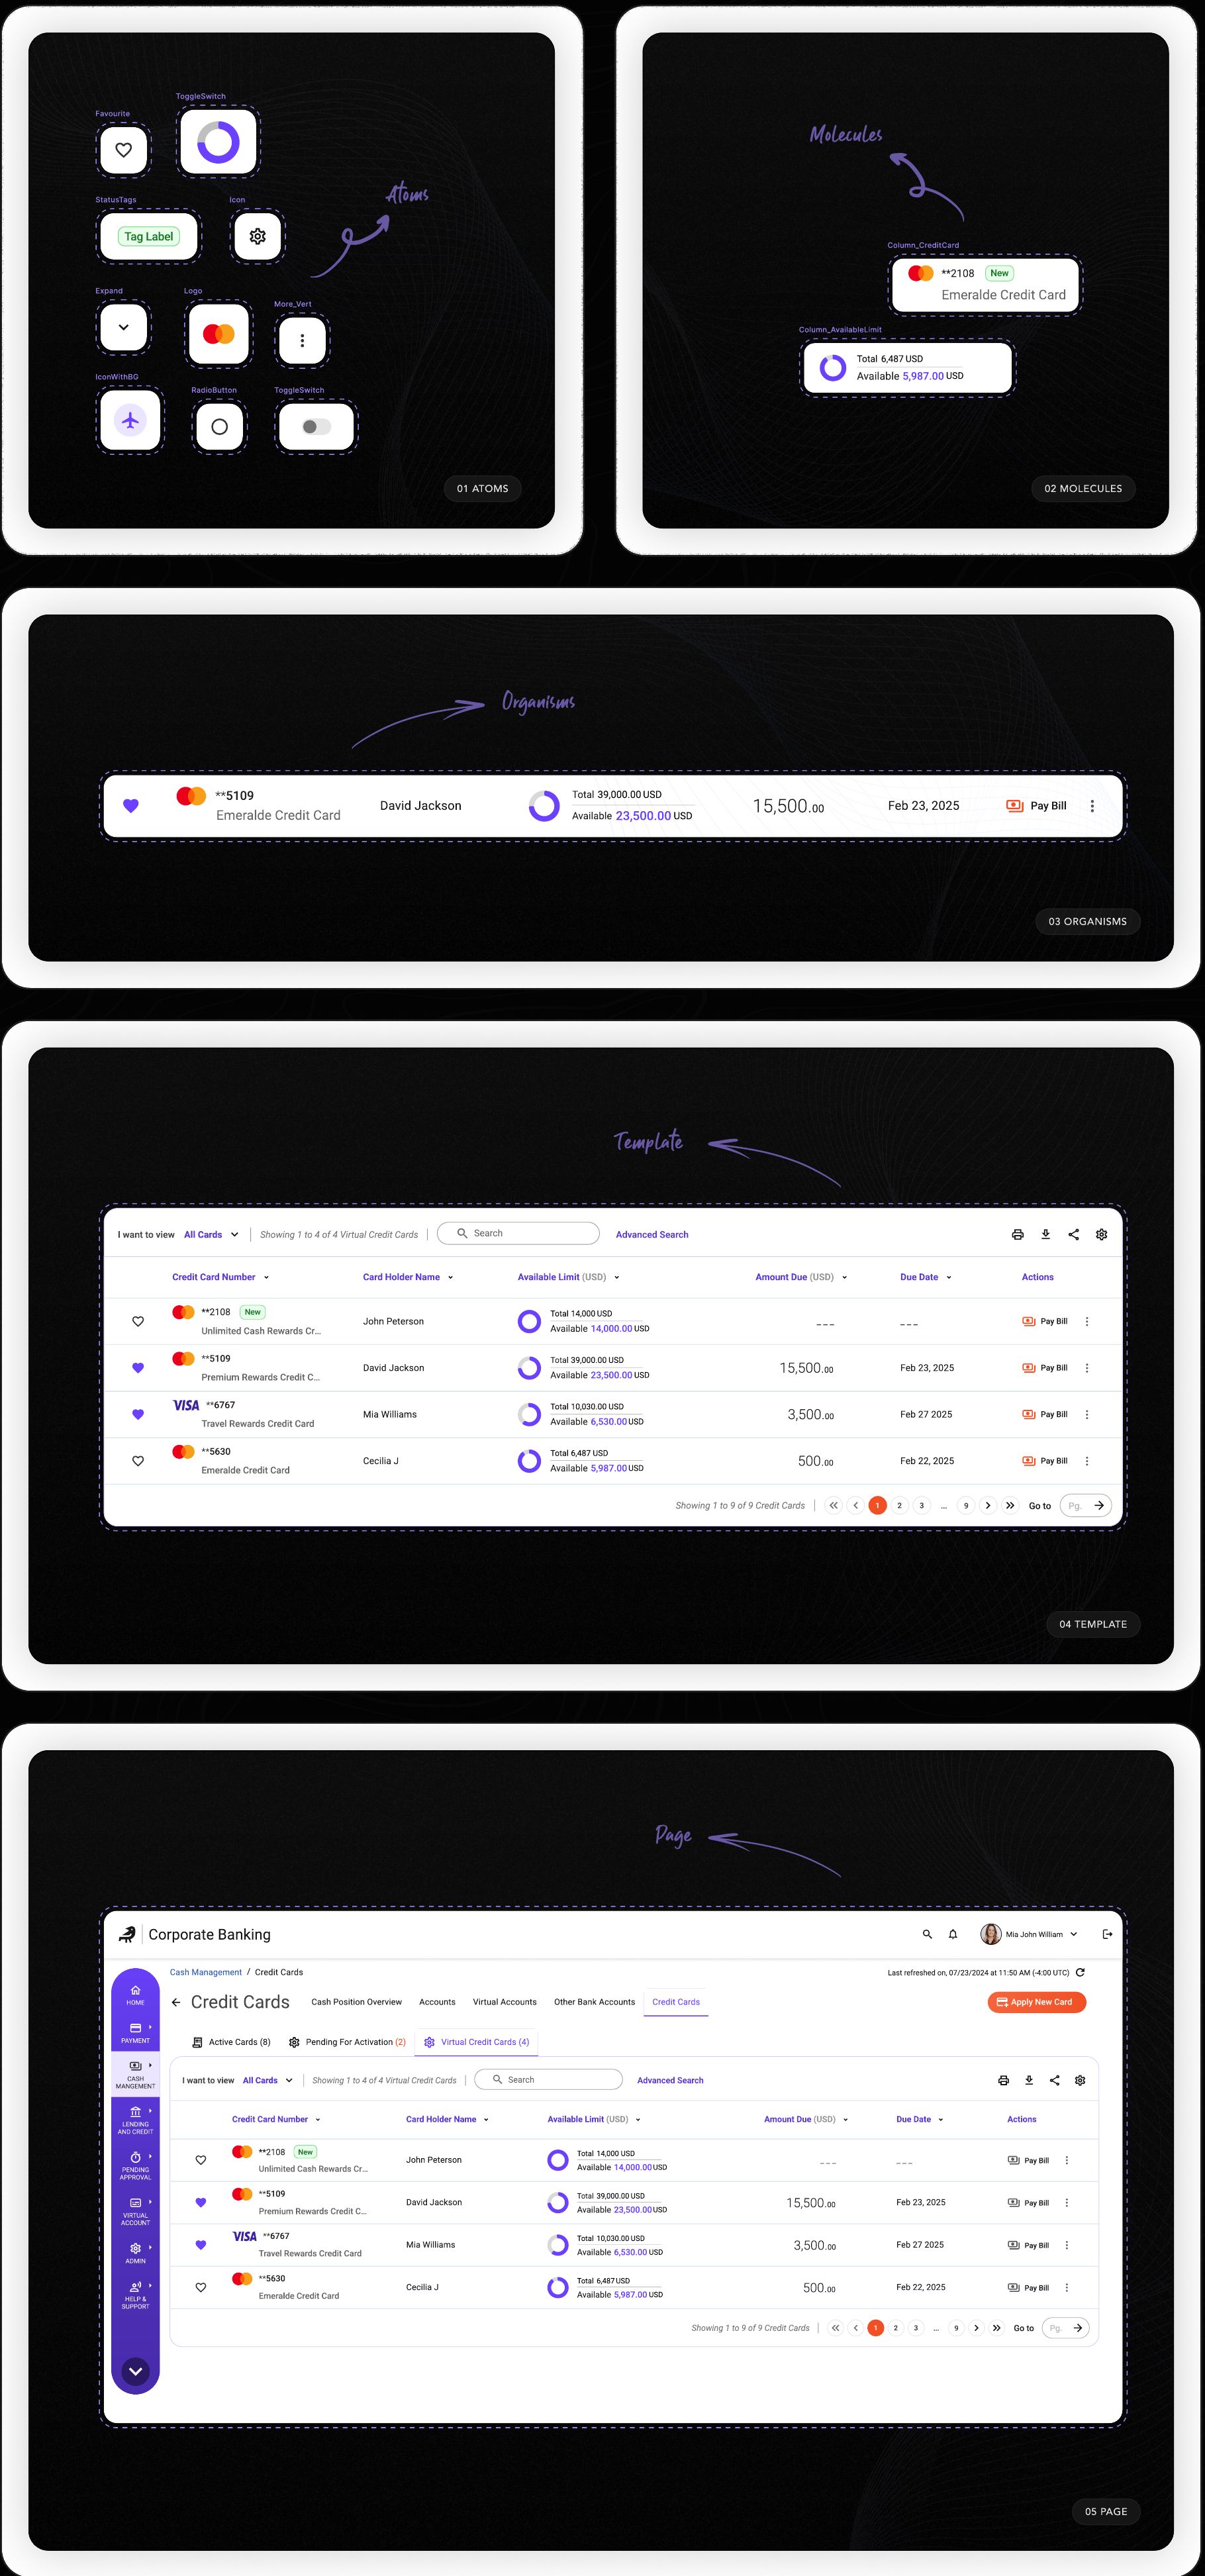 Favourite
ToggleSwitch
StatusTags
Icon
Tag Label
Atoms
Expand
Logo
More_Vert
IconWithBG
RadioButton
ToggleSwitch
01 ATOMS
Molecules
Column_CreditCard
**2108 New
Emeralde Credit Card
Column_AvailableLimit
Total 6,487 USD
Available 5,987.00 USD
02 MOLECULES
Organisms
**5109
Emeralde Credit Card
David Jackson
Total 39,000.00 USD
Available 23,500.00 USD
15,500.00
Feb 23, 2025
Pay Bill
03 ORGANISMS
Template
I want to view All Cards Showing 1 to 4 of 4 Virtual Credit Cards Search Advanced Search
Credit Card Number Card Holder Name Available Limit (USD) Amount Due (USD) Due Date Actions
**2108 New
Unlimited Cash Rewards Cr...
John Peterson
Total 14,000 USD
Available 14,000.00 USD
--- ---
Pay Bill
**5109
Premium Rewards Credit C...
David Jackson
Total 39,000.00 USD
Available 23,500.00 USD
15,500.00
Feb 23, 2025
Pay Bill
VISA **6767
Travel Rewards Credit Card
Mia Williams
Total 10,030.00 USD
Available 6,530.00 USD
3,500.00
Feb 27 2025
Pay Bill
**5630
Emeralde Credit Card
Cecilia J
Total 6,487 USD
Available 5,987.00 USD
500.00
Feb 22, 2025
Pay Bill
Showing 1 to 9 of 9 Credit Cards 1 2 3 ... 9 Go to Pg.
04 TEMPLATE
Page
Corporate Banking
Mia John William
Cash Management / Credit Cards
Last refreshed on, 07/23/2024 at 11:50 AM (-4:00 UTC)
Credit Cards Cash Position Overview Accounts Virtual Accounts Other Bank Accounts Credit Cards
Apply New Card
Active Cards (8) Pending For Activation (2) Virtual Credit Cards (4)
HOME
PAYMENT
CASH
MANGEMENT
LENDING
AND CREDIT
PENDING
APPROVAL
VIRTUAL
ACCOUNT
ADMIN
HELP &
SUPPORT
I want to view All Cards Showing 1 to 4 of 4 Virtual Credit Cards Search Advanced Search
Credit Card Number Card Holder Name Available Limit (USD) Amount Due (USD) Due Date Actions
**2108 New
Unlimited Cash Rewards Cr...
John Peterson
Total 14,000 USD
Available 14,000.00 USD
--- ---
Pay Bill
**5109
Premium Rewards Credit C...
David Jackson
Total 39,000.00 USD
Available 23,500.00 USD
15,500.00
Feb 23, 2025
Pay Bill
VISA **6767
Travel Rewards Credit Card
Mia Williams
Total 10,030.00 USD
Available 6,530.00 USD
3,500.00
Feb 27 2025
Pay Bill
**5630
Emeralde Credit Card
Cecilia J
Total 6,487 USD
Available 5,987.00 USD
500.00
Feb 22, 2025
Pay Bill
Showing 1 to 9 of 9 Credit Cards 1 2 3 ... 9 Go to Pg.
05 PAGE